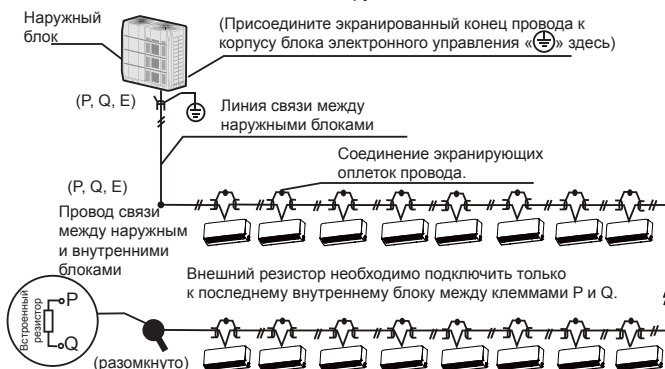 Наружный
блок
(Присоедините экранированный конец провода к
корпусу блока электронного управления «⏚» здесь)
(P, Q, E)
Линия связи между
наружными блоками
Соединение экранирующих
оплеток провода.
(P, Q, E)
Провод связи
между наружным
и внутренними
блоками
Внешний резистор необходимо подключить только
к последнему внутреннему блоку между клеммами P и Q.
Встроенный
резистор
P
Q
(разомкнуто)